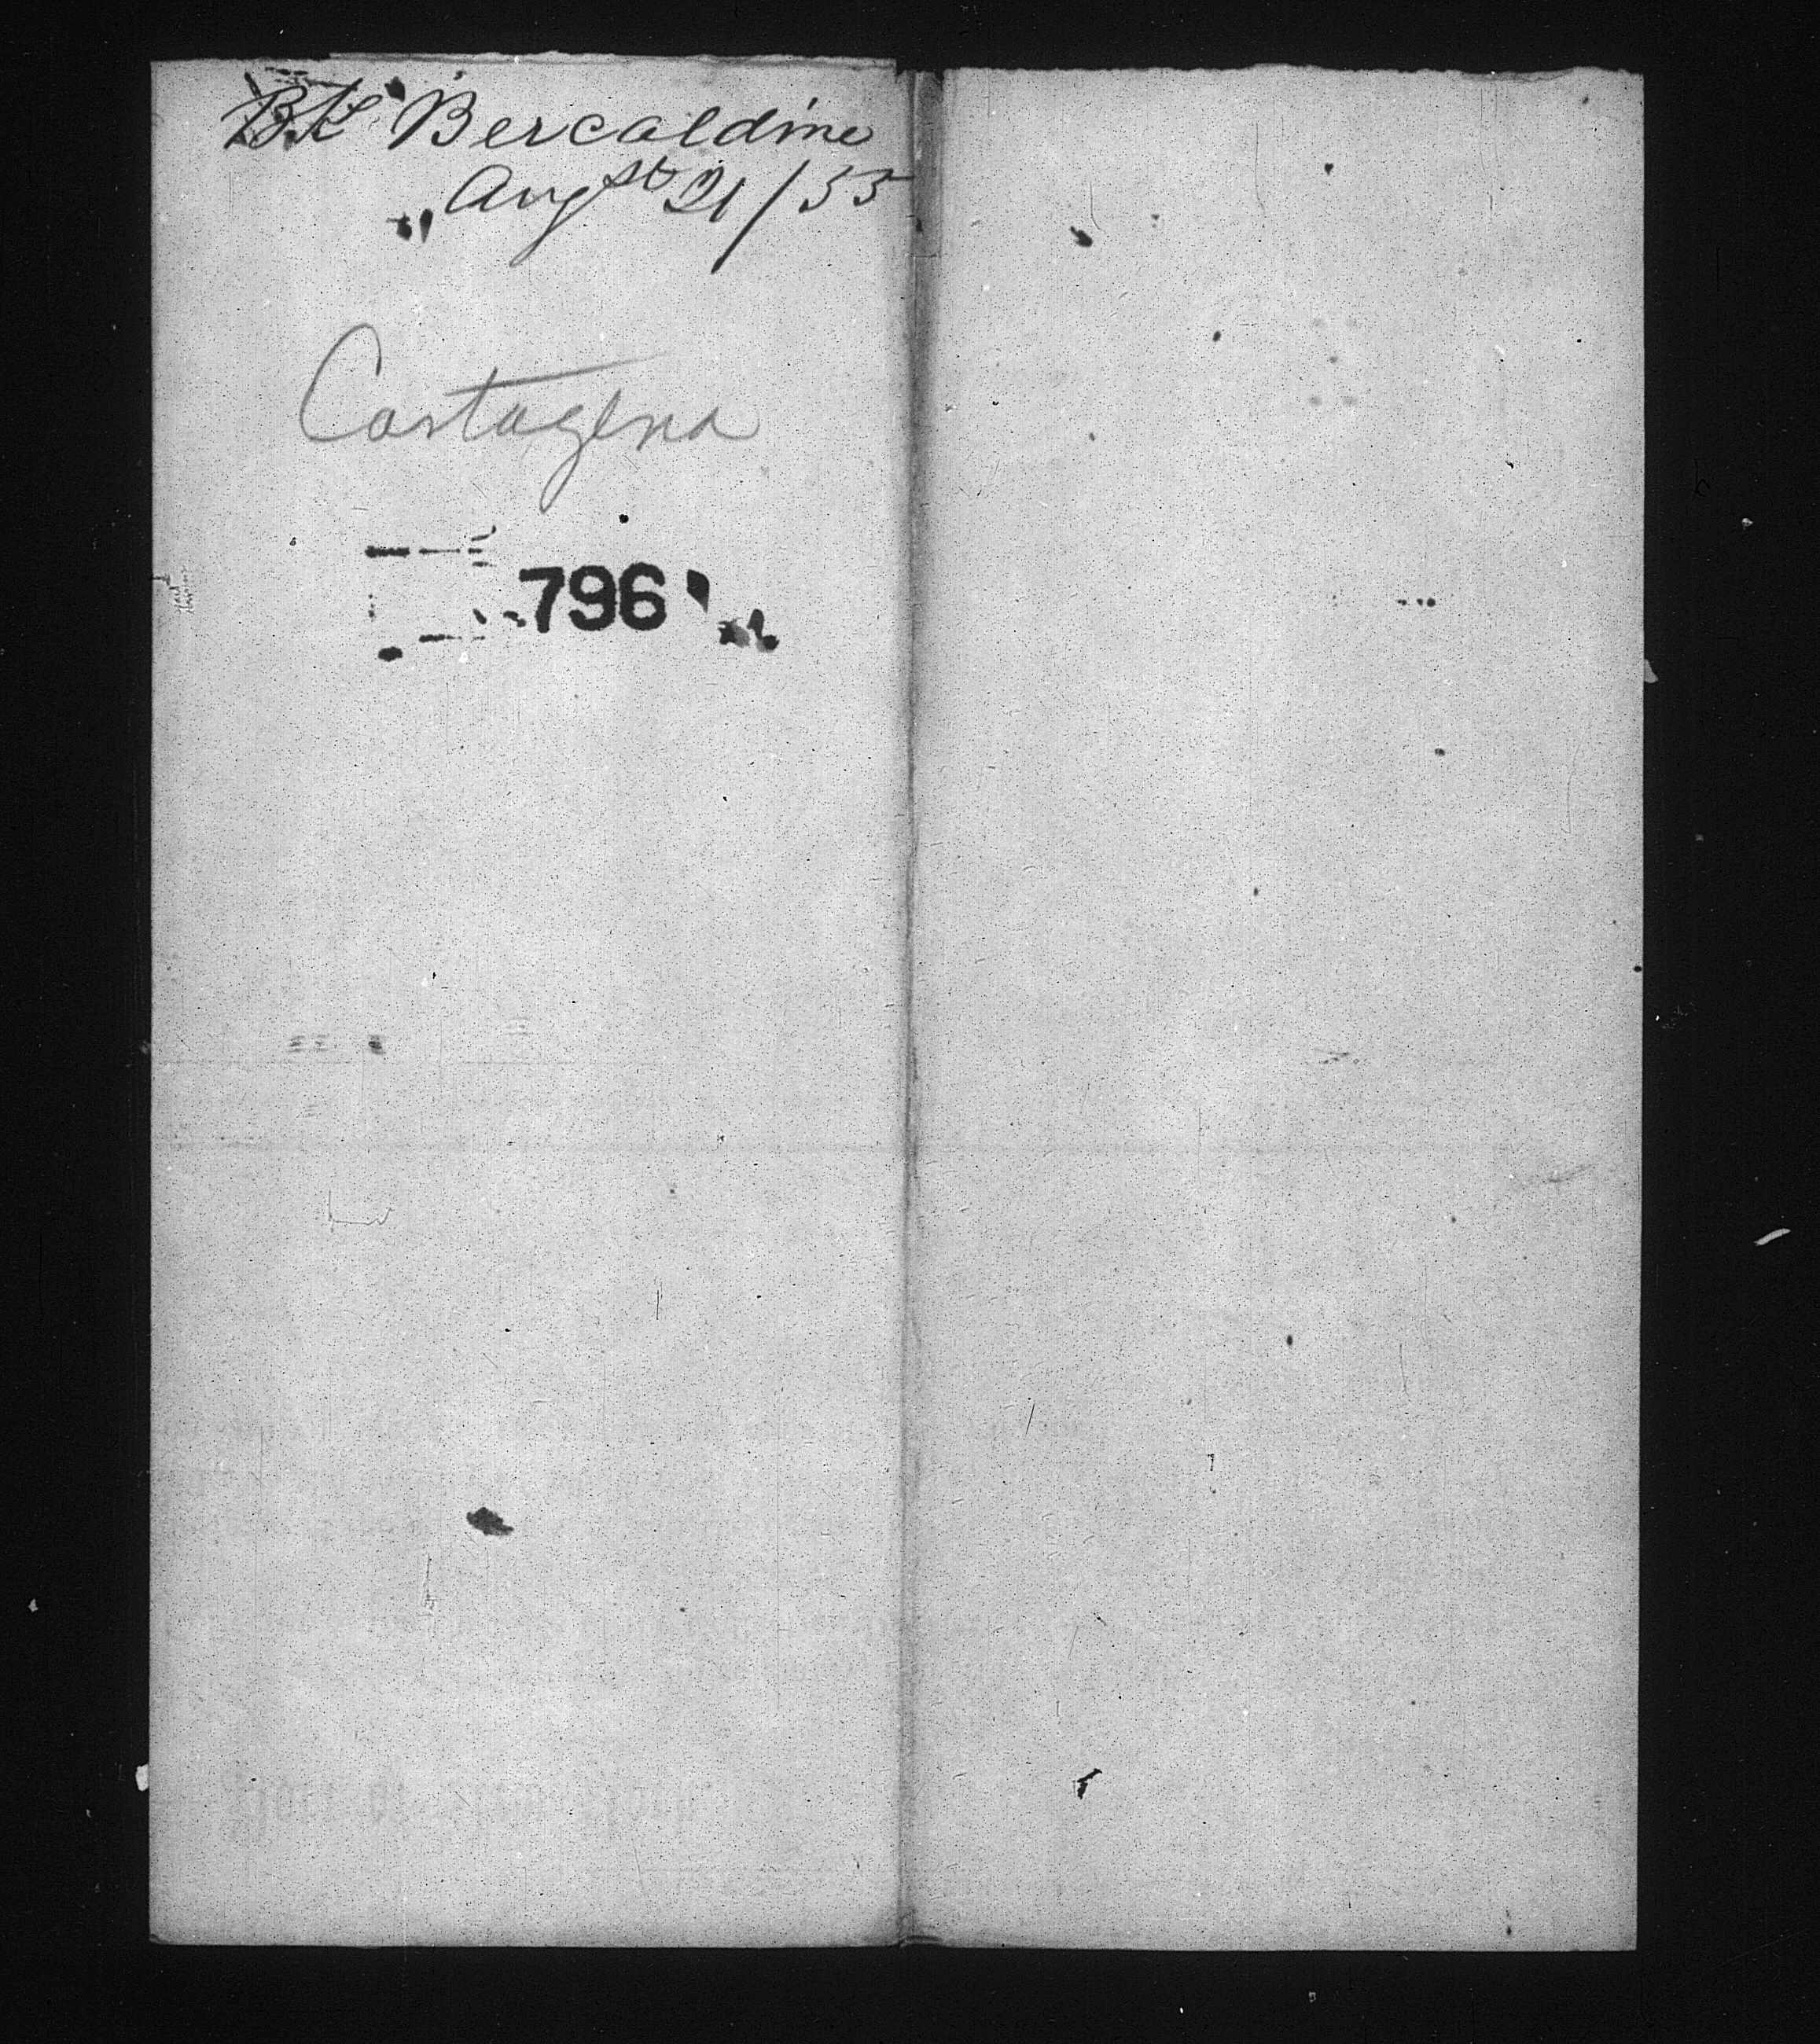 Bk Bercaldine
Augst 21/55
Cartagena
796